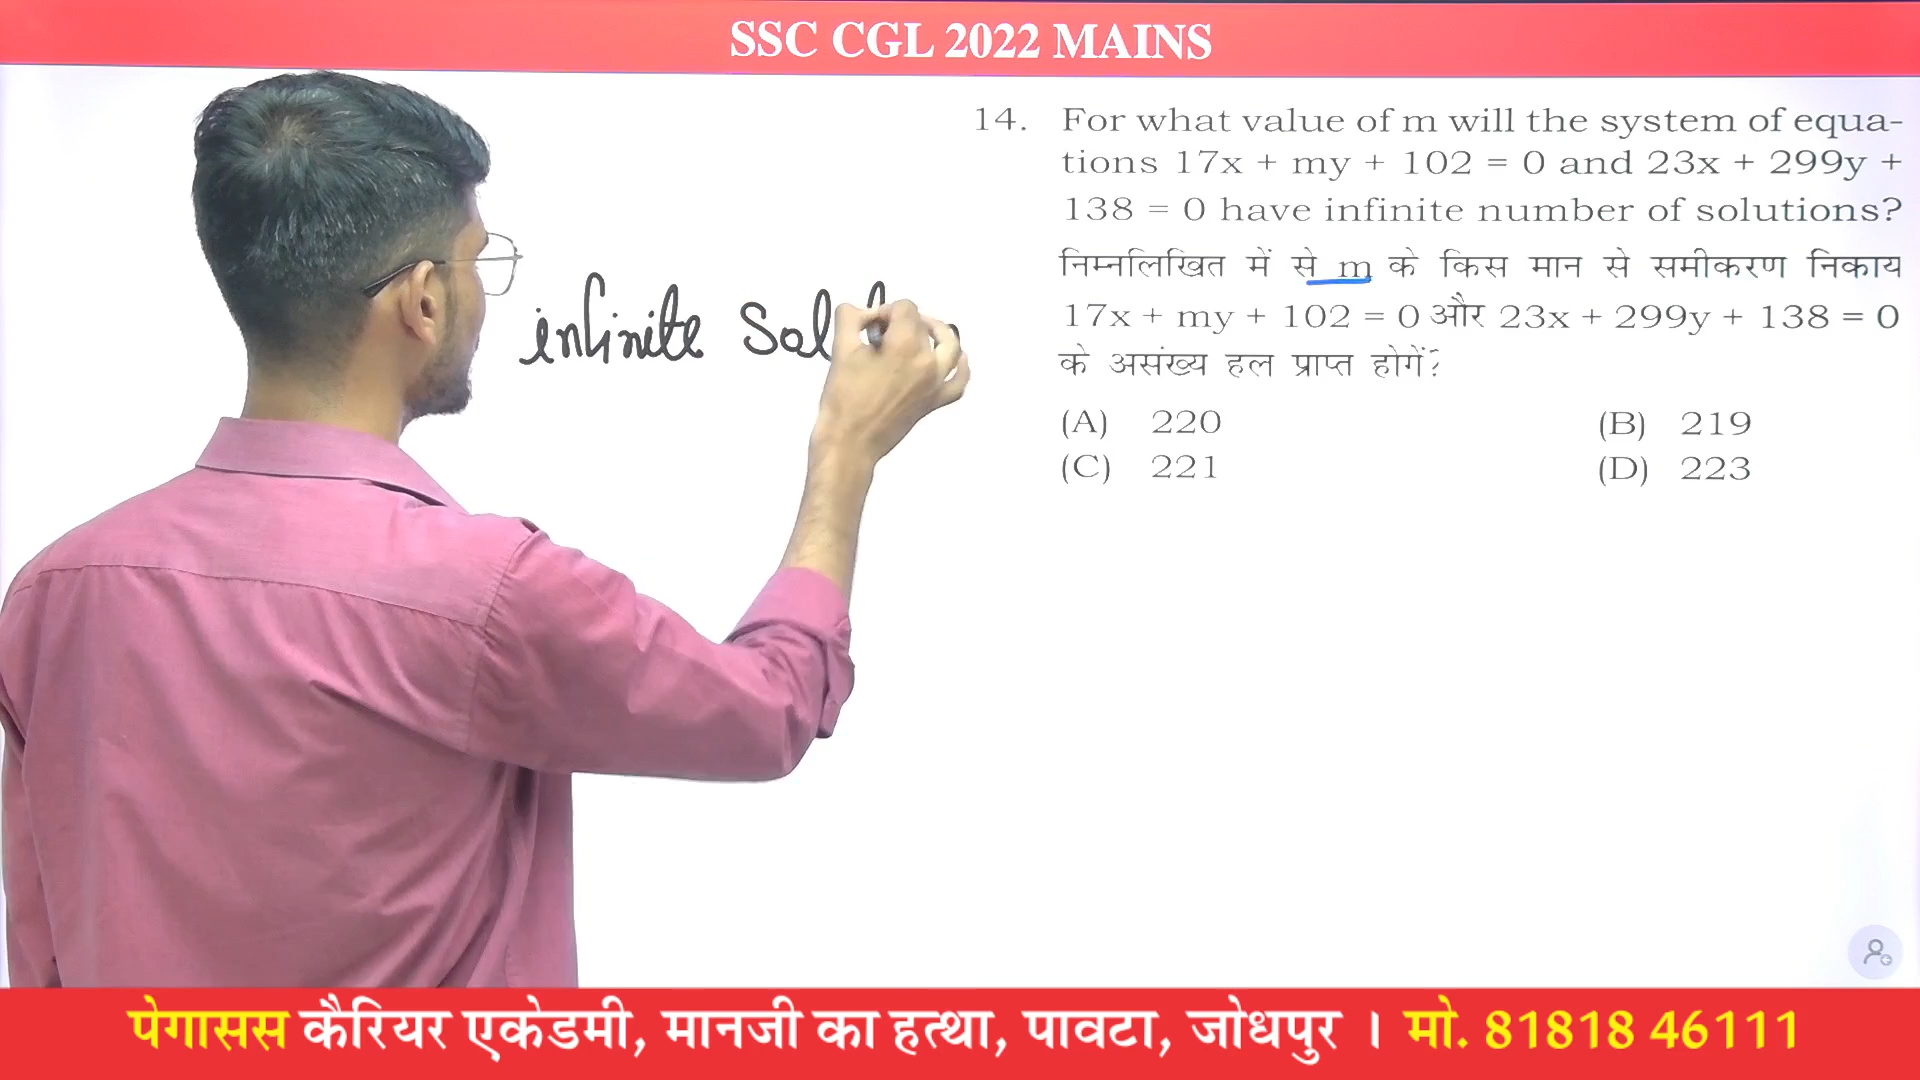 SSC CGL 2022 MAINS
14. For what value of m will the system of equa-
tions 17x + my + 102 = 0 and 23x + 299y +
138 = 0 have infinite number of solutions?
निम्नलिखित में से m के किस मान से समीकरण निकाय
17x + my + 102 = 0 और 23x + 299y + 138 = 0
के असंख्य हल प्राप्त होगें?
(A) 220 (B) 219
(C) 221 (D) 223
infinite Sol
पेगासस कैरियर एकेडमी, मानजी का हत्था, पावटा, जोधपुर । मो. 81818 46111